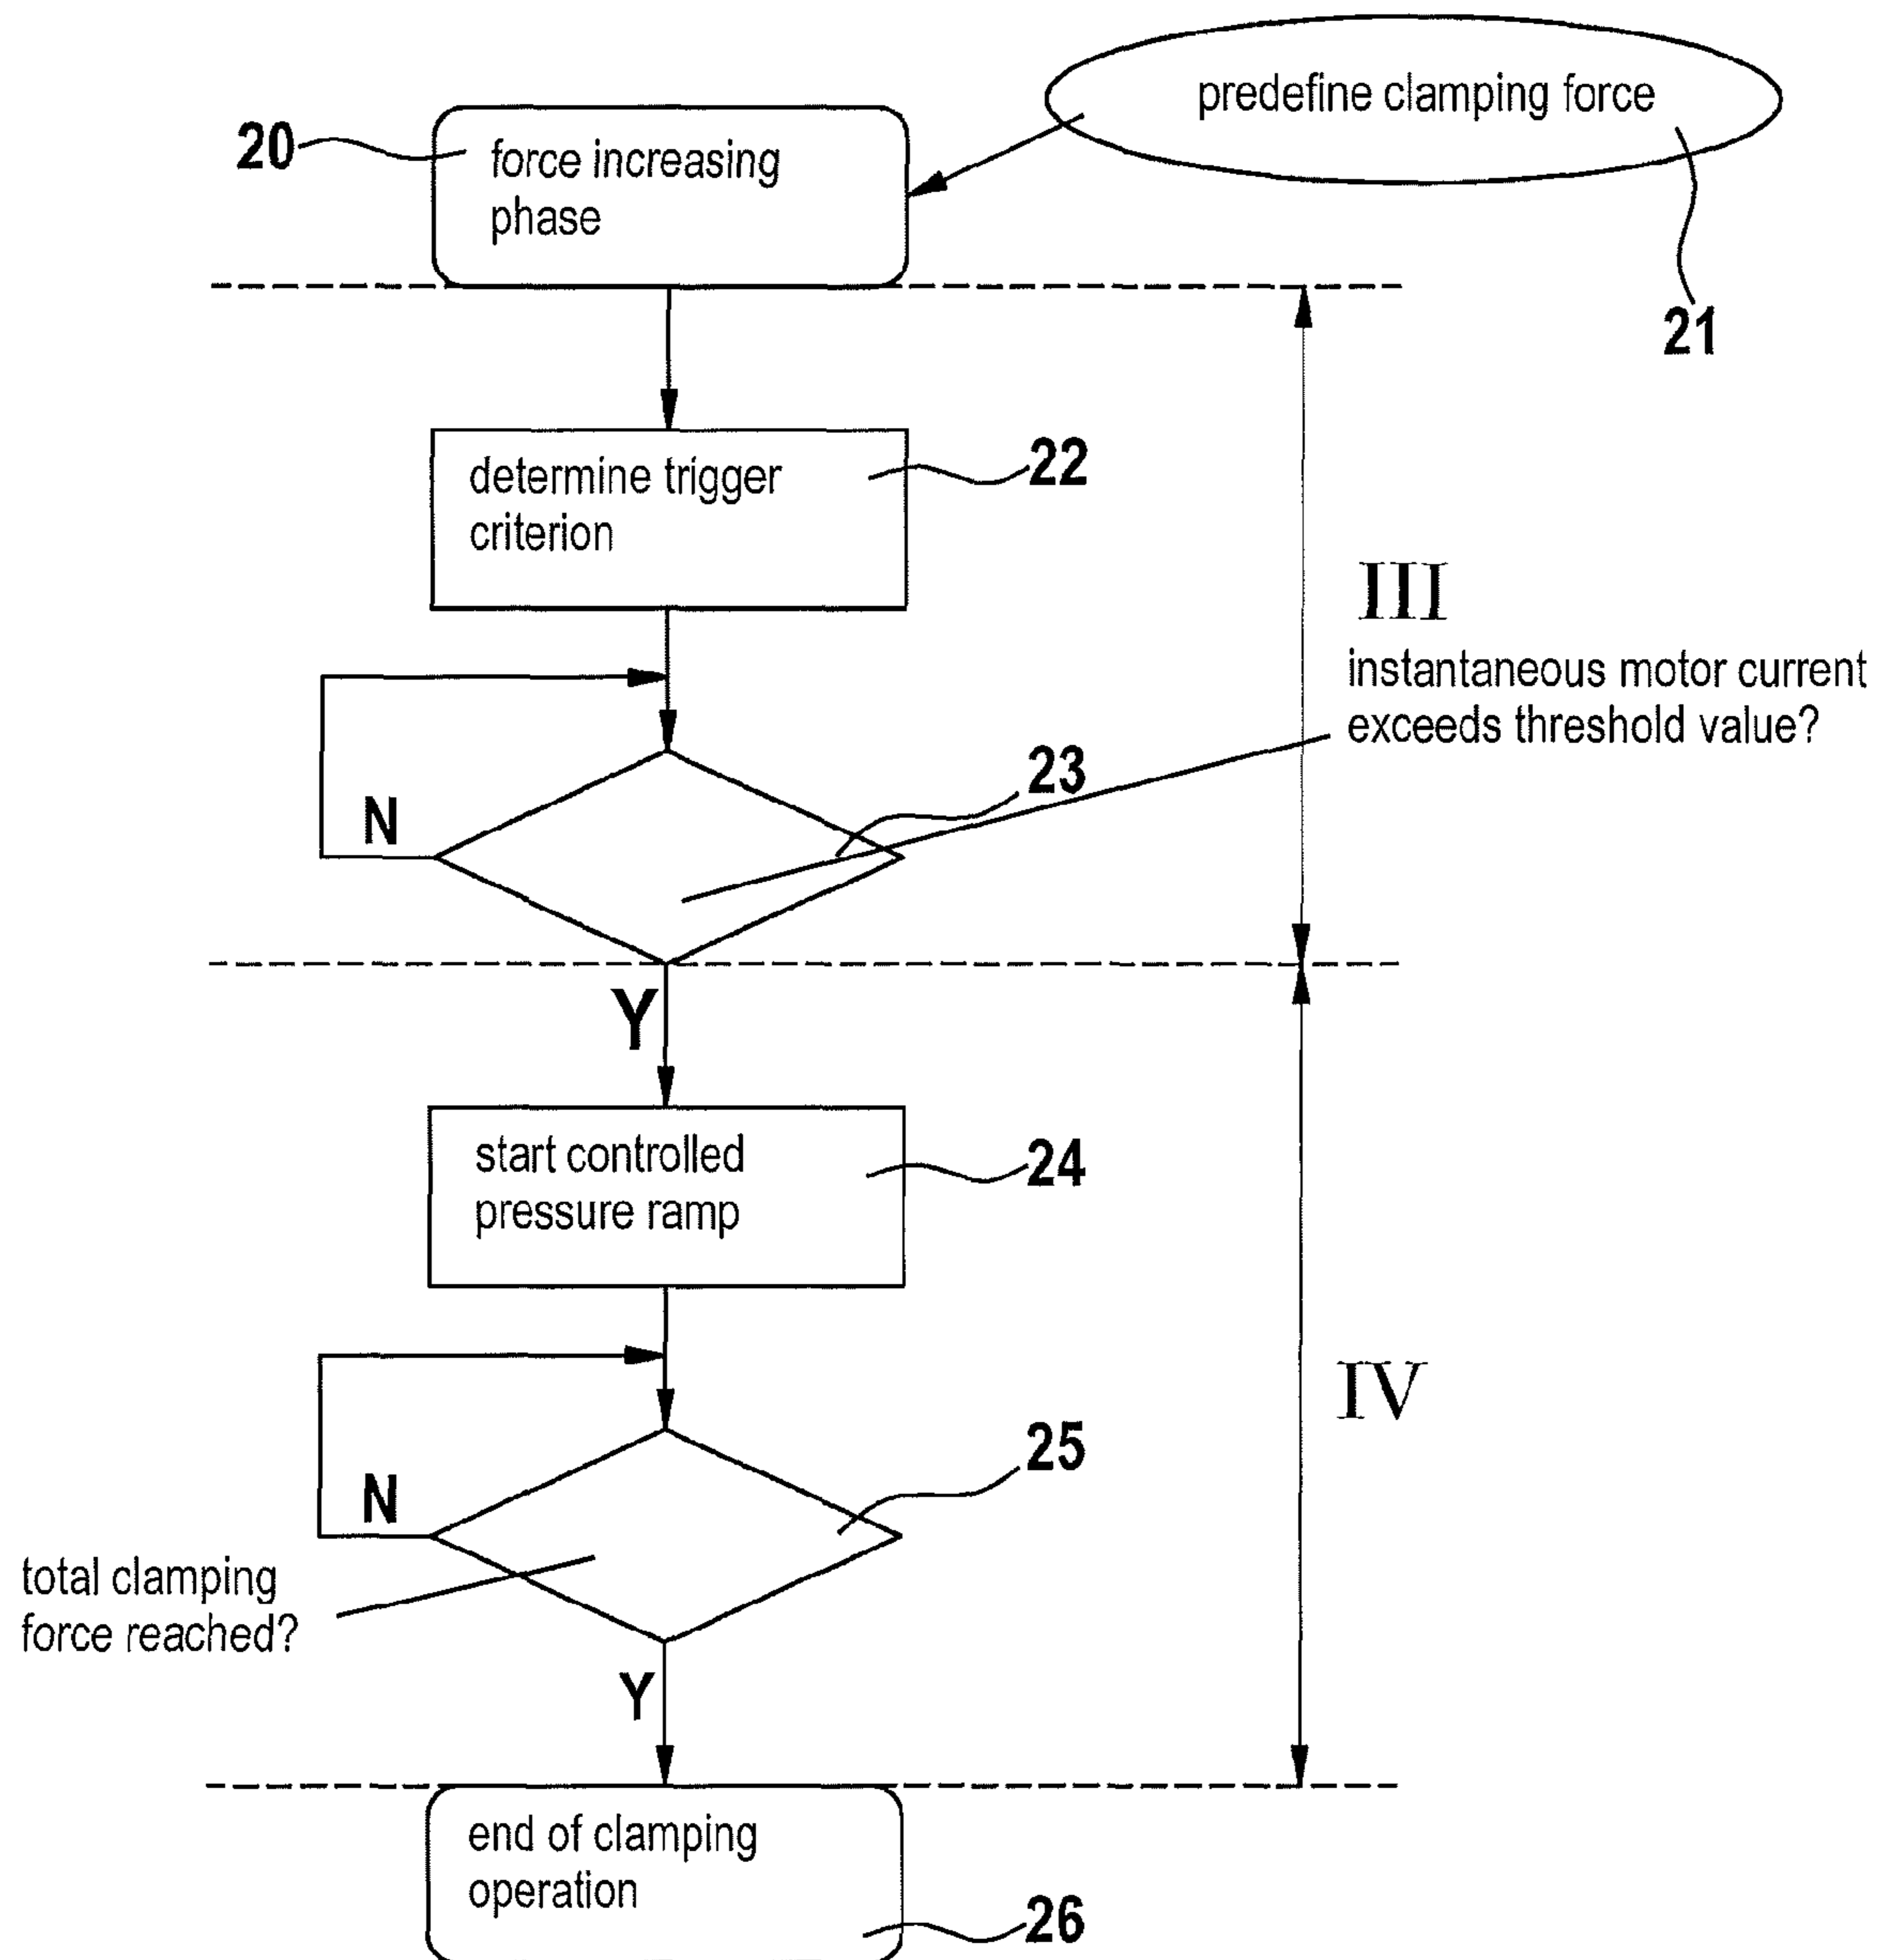 predefine clamping force
20
force increasing
phase
21
determine trigger
criterion
22
III
instantaneous motor current
exceeds threshold value?
23
N
Y
start controlled
pressure ramp
24
IV
25
N
total clamping
force reached?
Y
end of clamping
operation
26